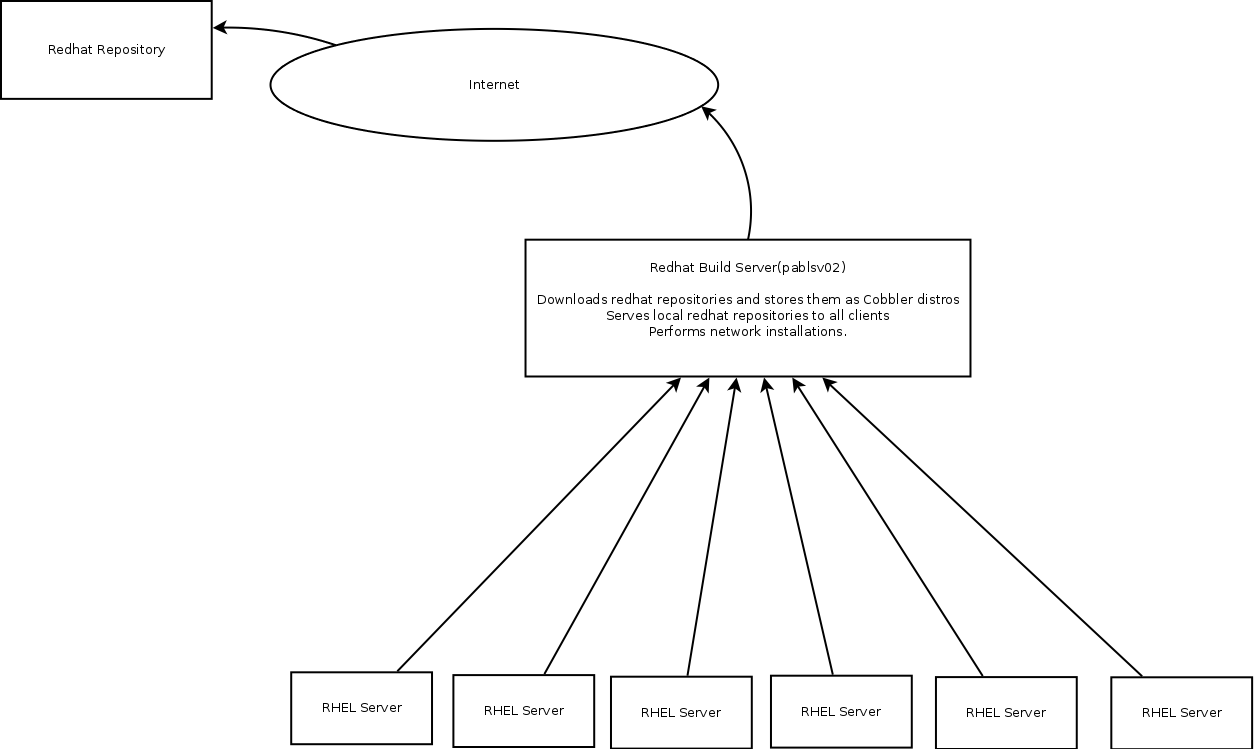 Redhat Repository
Internet
Redhat Build Server(pablsv02)
Downloads redhat repositories and stores them as Cobbler distros
Serves local redhat repositories to all clients
Performs network installations.
RHEL Server
RHEL Server
RHEL Server
RHEL Server
RHEL Server
RHEL Server